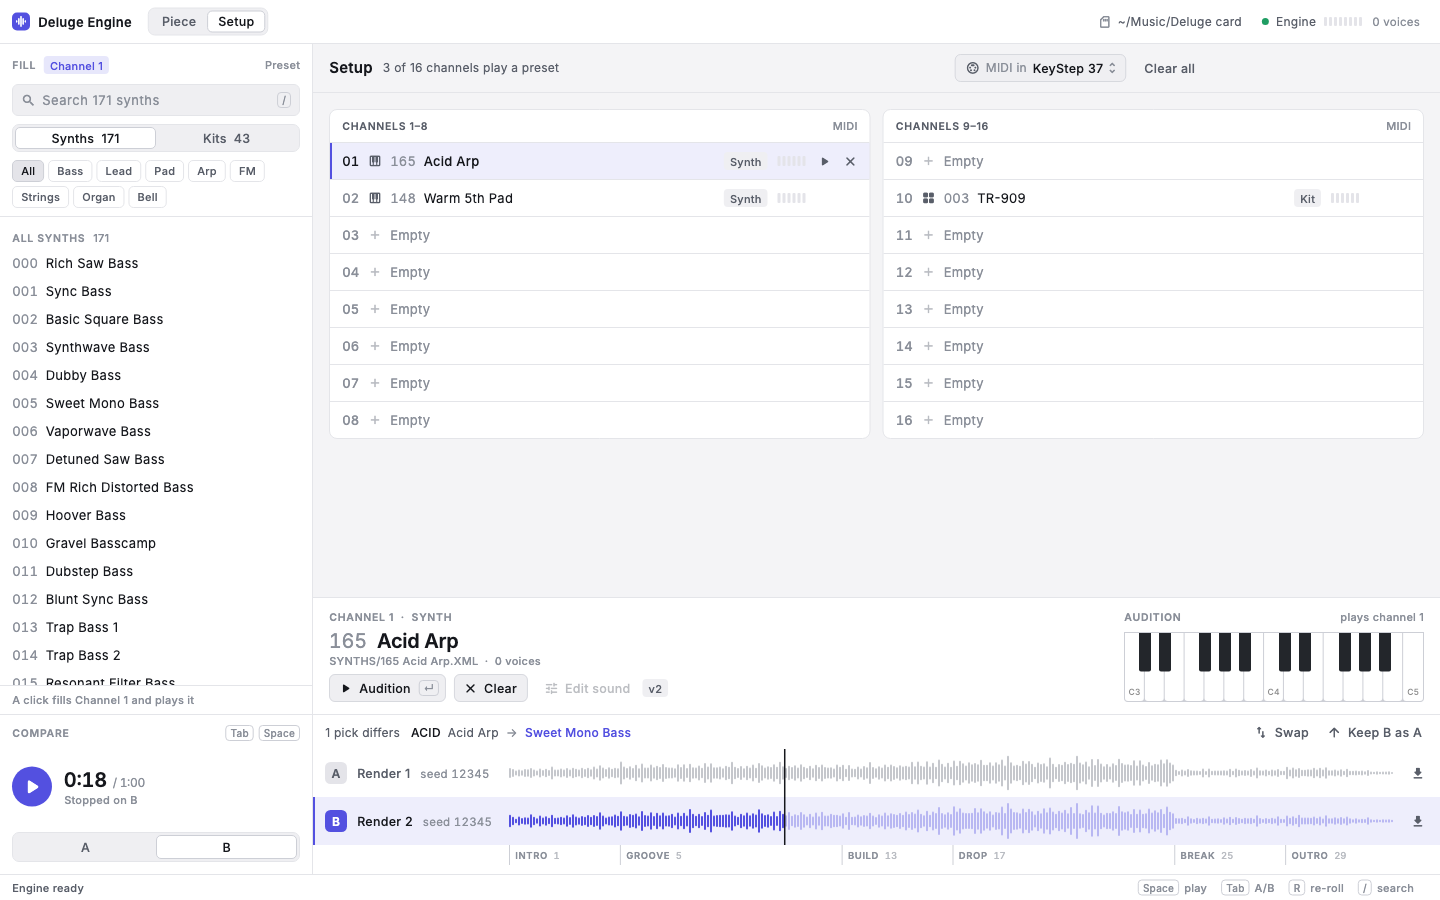 Deluge Engine
Piece
Setup
~/Music/Deluge card
Engine
0 voices
FILL Channel 1
Preset
Search 171 synths
/
Synths 171
Kits 43
All
Bass
Lead
Pad
Arp
FM
Strings
Organ
Bell
ALL SYNTHS 171
000 Rich Saw Bass
001 Sync Bass
002 Basic Square Bass
003 Synthwave Bass
004 Dubby Bass
005 Sweet Mono Bass
006 Vaporwave Bass
007 Detuned Saw Bass
008 FM Rich Distorted Bass
009 Hoover Bass
010 Gravel Basscamp
011 Dubstep Bass
012 Blunt Sync Bass
013 Trap Bass 1
014 Trap Bass 2
015 Resonant Filter Bass
A click fills Channel 1 and plays it
Setup 3 of 16 channels play a preset
MIDI in KeyStep 37
Clear all
CHANNELS 1–8 MIDI
01 165 Acid Arp Synth
02 148 Warm 5th Pad Synth
03 + Empty
04 + Empty
05 + Empty
06 + Empty
07 + Empty
08 + Empty
CHANNELS 9–16 MIDI
09 + Empty
10 003 TR-909 Kit
11 + Empty
12 + Empty
13 + Empty
14 + Empty
15 + Empty
16 + Empty
CHANNEL 1 · SYNTH
165 Acid Arp
SYNTHS/165 Acid Arp.XML · 0 voices
Audition
Clear
Edit sound v2
AUDITION plays channel 1
C3 C4 C5
COMPARE Tab Space
0:18 / 1:00
Stopped on B
A B
1 pick differs ACID Acid Arp → Sweet Mono Bass
Swap
Keep B as A
A Render 1 seed 12345
B Render 2 seed 12345
INTRO 1 GROOVE 5 BUILD 13 DROP 17 BREAK 25 OUTRO 29
Engine ready
Space play Tab A/B R re-roll / search